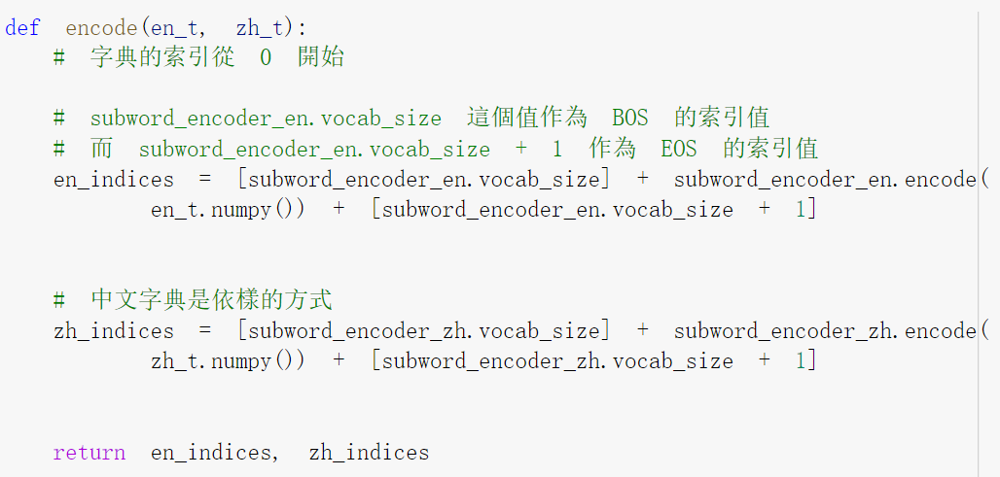 def encode(en_t, zh_t):
# 字典的索引從 0 開始
# subword_encoder_en.vocab_size 這個值作為 BOS 的索引值
# 而 subword_encoder_en.vocab_size + 1 作為 EOS 的索引值
en_indices = [subword_encoder_en.vocab_size] + subword_encoder_en.encode(
en_t.numpy()) + [subword_encoder_en.vocab_size + 1]
# 中文字典是依樣的方式
zh_indices = [subword_encoder_zh.vocab_size] + subword_encoder_zh.encode(
zh_t.numpy()) + [subword_encoder_zh.vocab_size + 1]
return en_indices, zh_indices